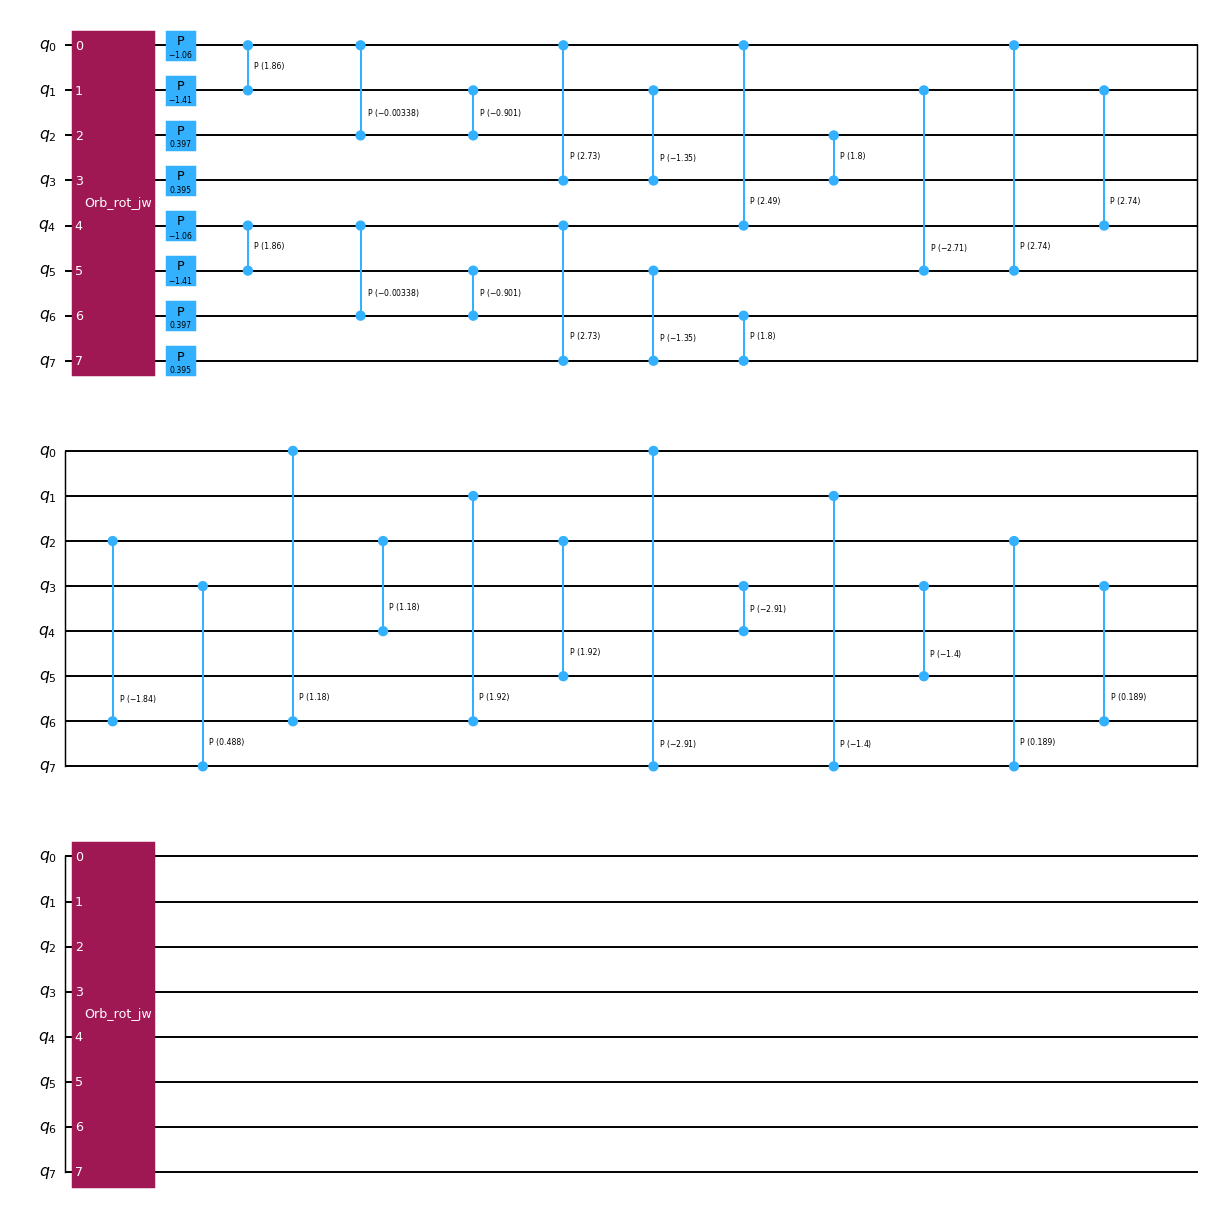 q0 0 P −1.06
P (1.86)
q1 1 P −1.41
P (−0.00338) P (−0.901)
q2 2 P 0.397
P (2.73) P (−1.35) P (1.8)
q3 3 P 0.395
Orb_rot_jw P (2.49) P (2.74)
q4 4 P −1.06
P (1.86) P (−2.71) P (2.74)
q5 5 P −1.41
P (−0.00338) P (−0.901)
q6 6 P 0.397
P (2.73) P (−1.35) P (1.8)
q7 7 P 0.395
q0
q1
q2
q3
P (1.18) P (−2.91)
q4
P (1.92) P (−1.4)
q5
P (−1.84) P (1.18) P (1.92) P (0.189)
q6
P (0.488) P (−2.91) P (−1.4) P (0.189)
q7
q0 0
q1 1
q2 2
q3 3
Orb_rot_jw
q4 4
q5 5
q6 6
q7 7